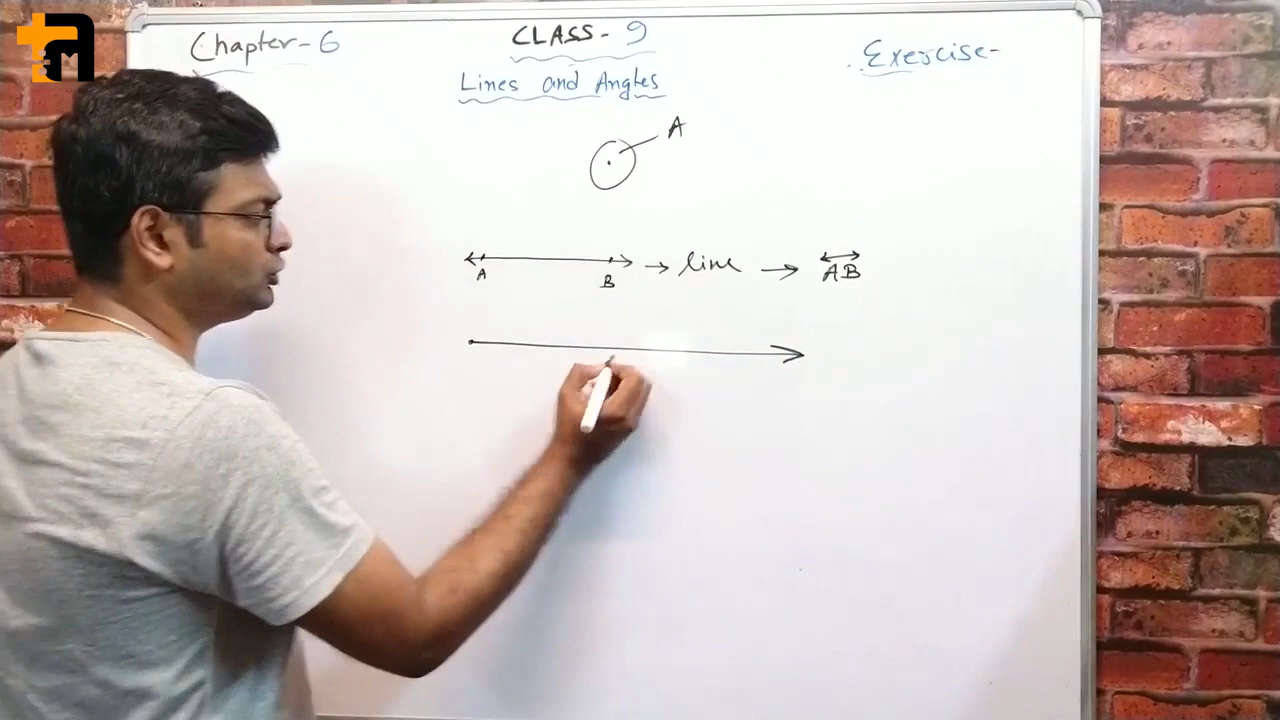 Chapter-6 CLASS-9 Exercise-
Lines and Angles
A
A B → line → AB